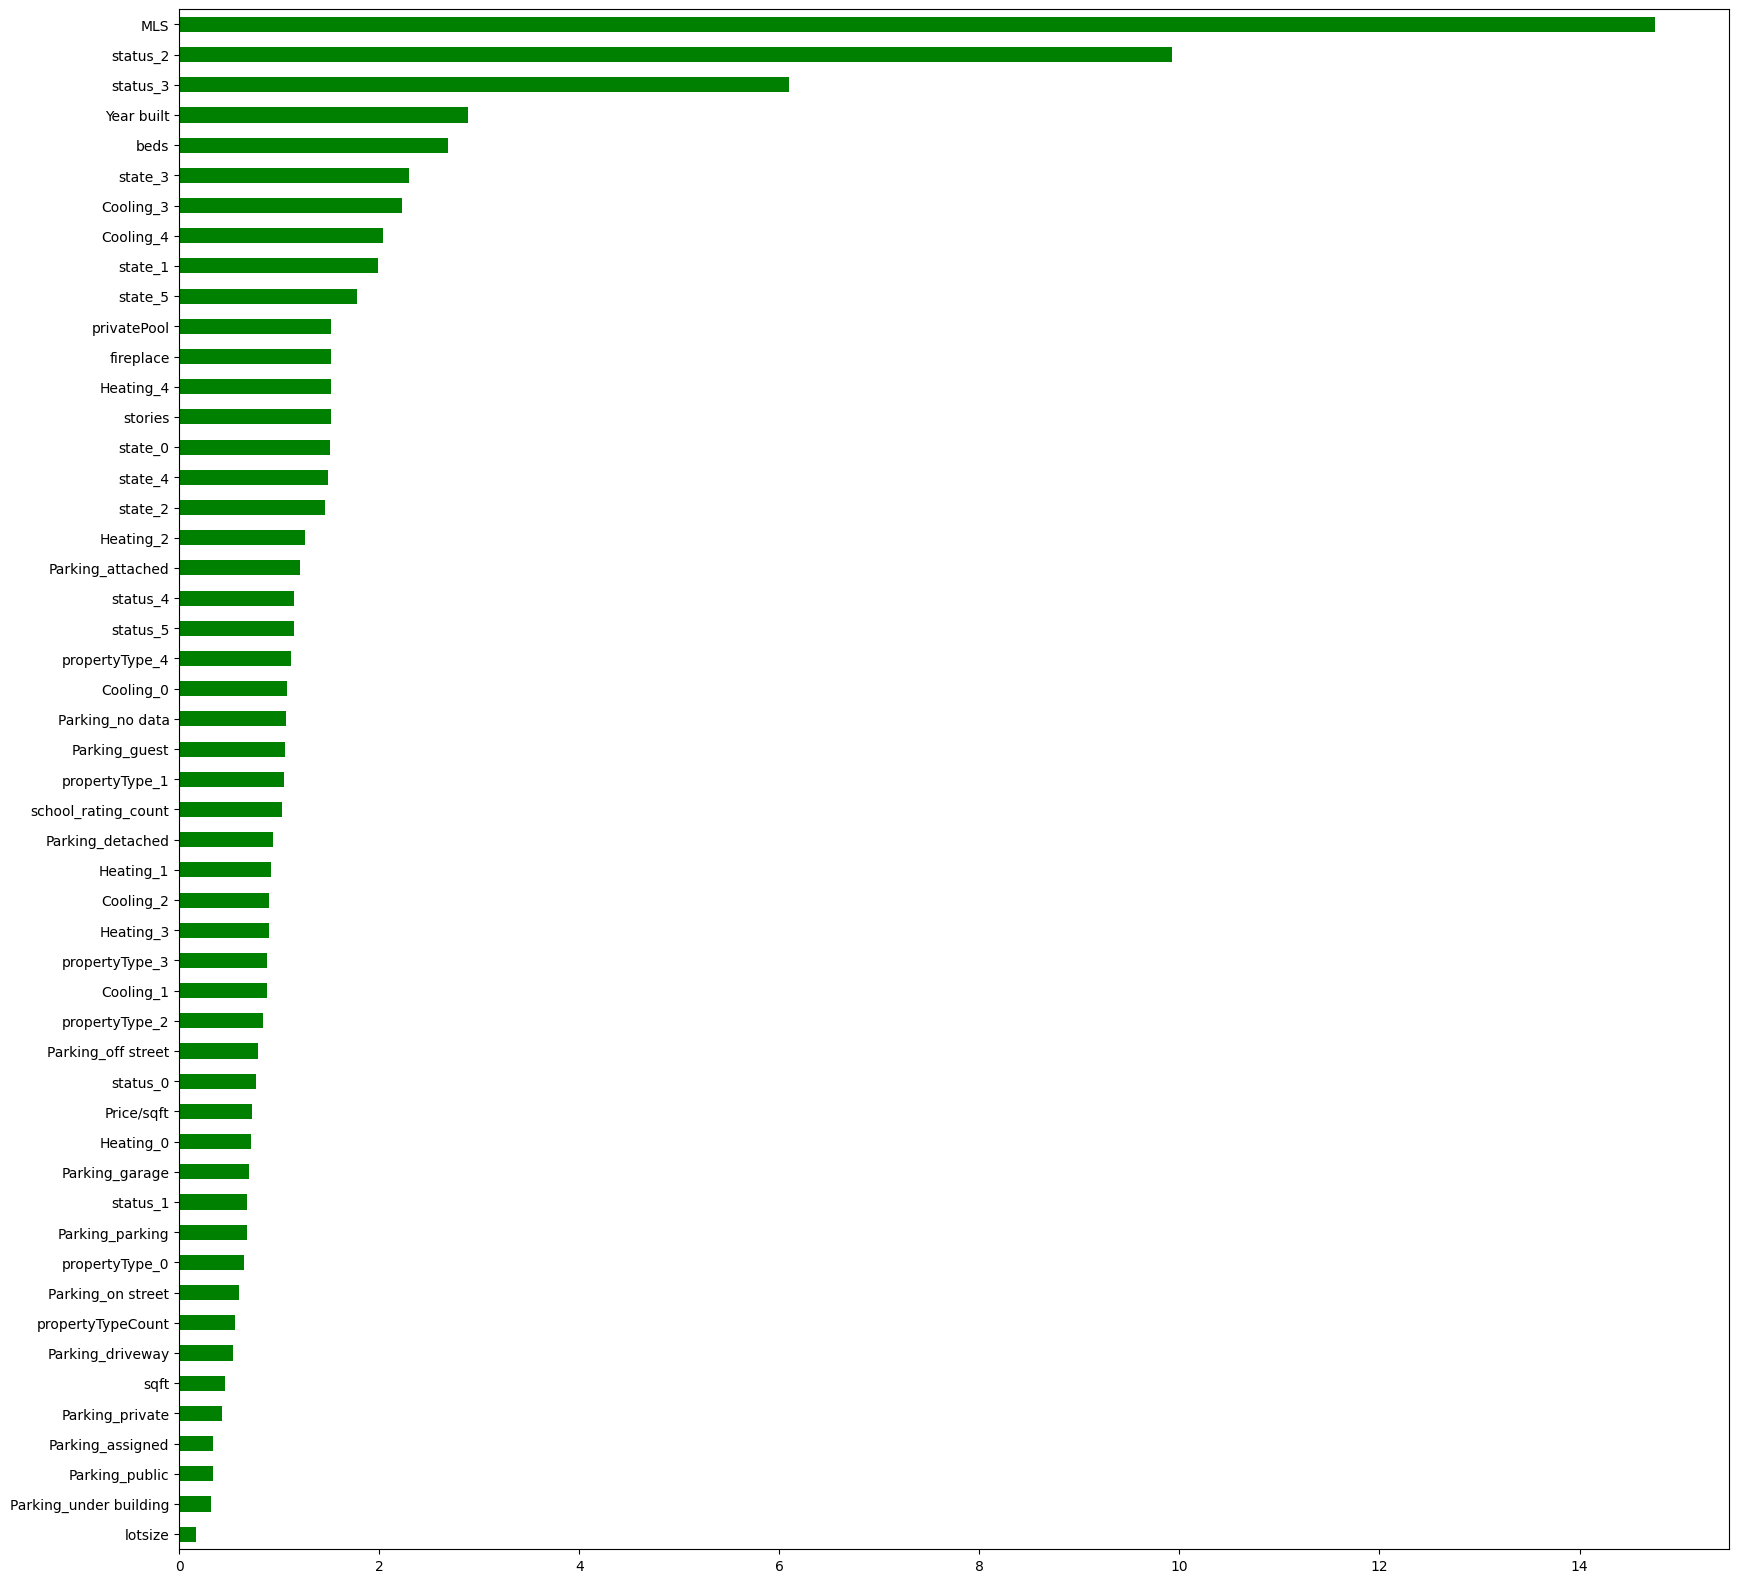 MLS
status_2
status_3
Year built
beds
state_3
Cooling_3
Cooling_4
state_1
state_5
privatePool
fireplace
Heating_4
stories
state_0
state_4
state_2
Heating_2
Parking_attached
status_4
status_5
propertyType_4
Cooling_0
Parking_no data
Parking_guest
propertyType_1
school_rating_count
Parking_detached
Heating_1
Cooling_2
Heating_3
propertyType_3
Cooling_1
propertyType_2
Parking_off street
status_0
Price/sqft
Heating_0
Parking_garage
status_1
Parking_parking
propertyType_0
Parking_on street
propertyTypeCount
Parking_driveway
sqft
Parking_private
Parking_assigned
Parking_public
Parking_under building
lotsize
0 2 4 6 8 10 12 14